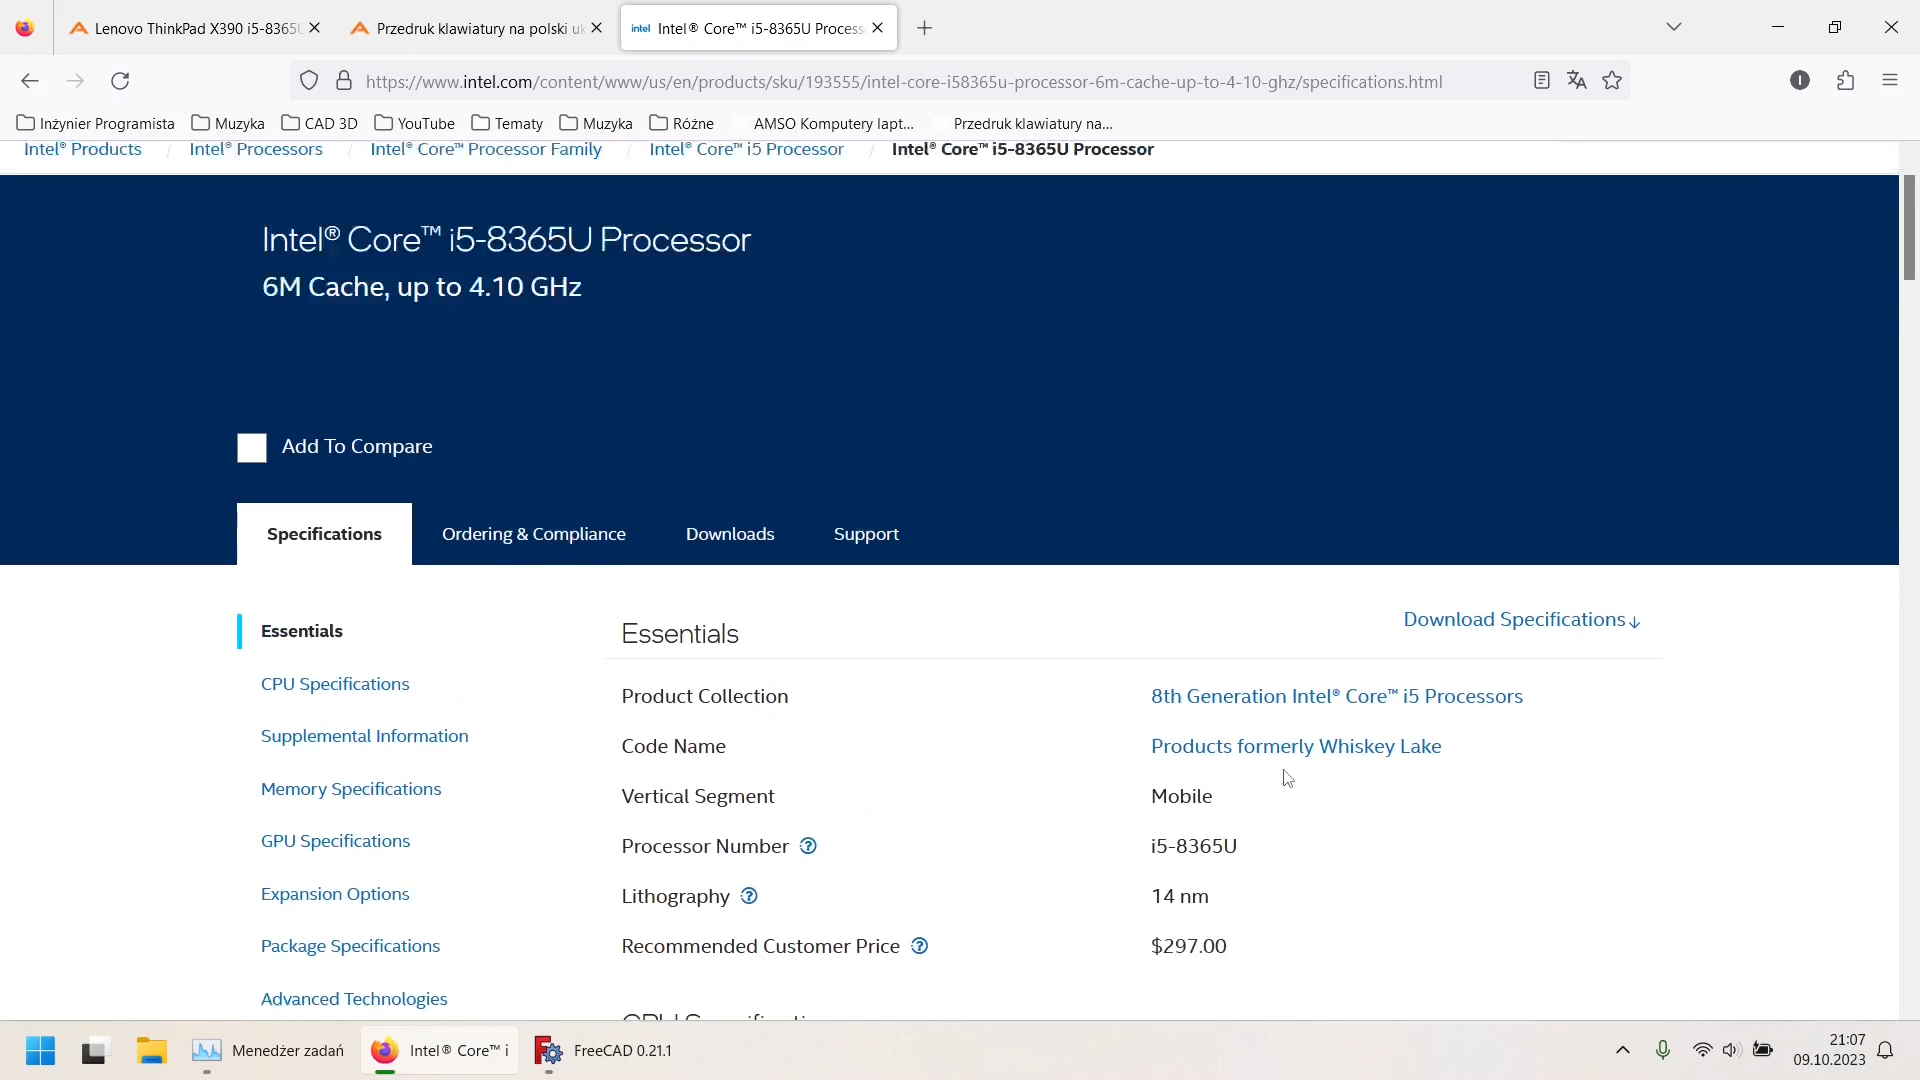 Lenovo ThinkPad X390 i5-8365U
Przedruk klawiatury na polski uk
intel Intel® Core™ i5-8365U Process
https://www.intel.com/content/www/us/en/products/sku/193555/intel-core-i58365u-processor-6m-cache-up-to-4-10-ghz/specifications.html
I
Inżynier Programista
Muzyka
CAD 3D
YouTube
Tematy
Muzyka
Różne
AMSO Komputery lapt...
Przedruk klawiatury na...
Intel® Products / Intel® Processors / Intel® Core™ Processor Family / Intel® Core™ i5 Processor / Intel® Core™ i5-8365U Processor
Intel® Core™ i5-8365U Processor
6M Cache, up to 4.10 GHz
Add To Compare
Specifications
Ordering & Compliance
Downloads
Support
Essentials
CPU Specifications
Supplemental Information
Memory Specifications
GPU Specifications
Expansion Options
Package Specifications
Advanced Technologies
Essentials
Download Specifications↓
Product Collection 8th Generation Intel® Core™ i5 Processors
Code Name Products formerly Whiskey Lake
Vertical Segment Mobile
Processor Number ? i5-8365U
Lithography ? 14 nm
Recommended Customer Price ? $297.00
Menedżer zadań
Intel® Core™ i
FreeCAD 0.21.1
21:07
09.10.2023